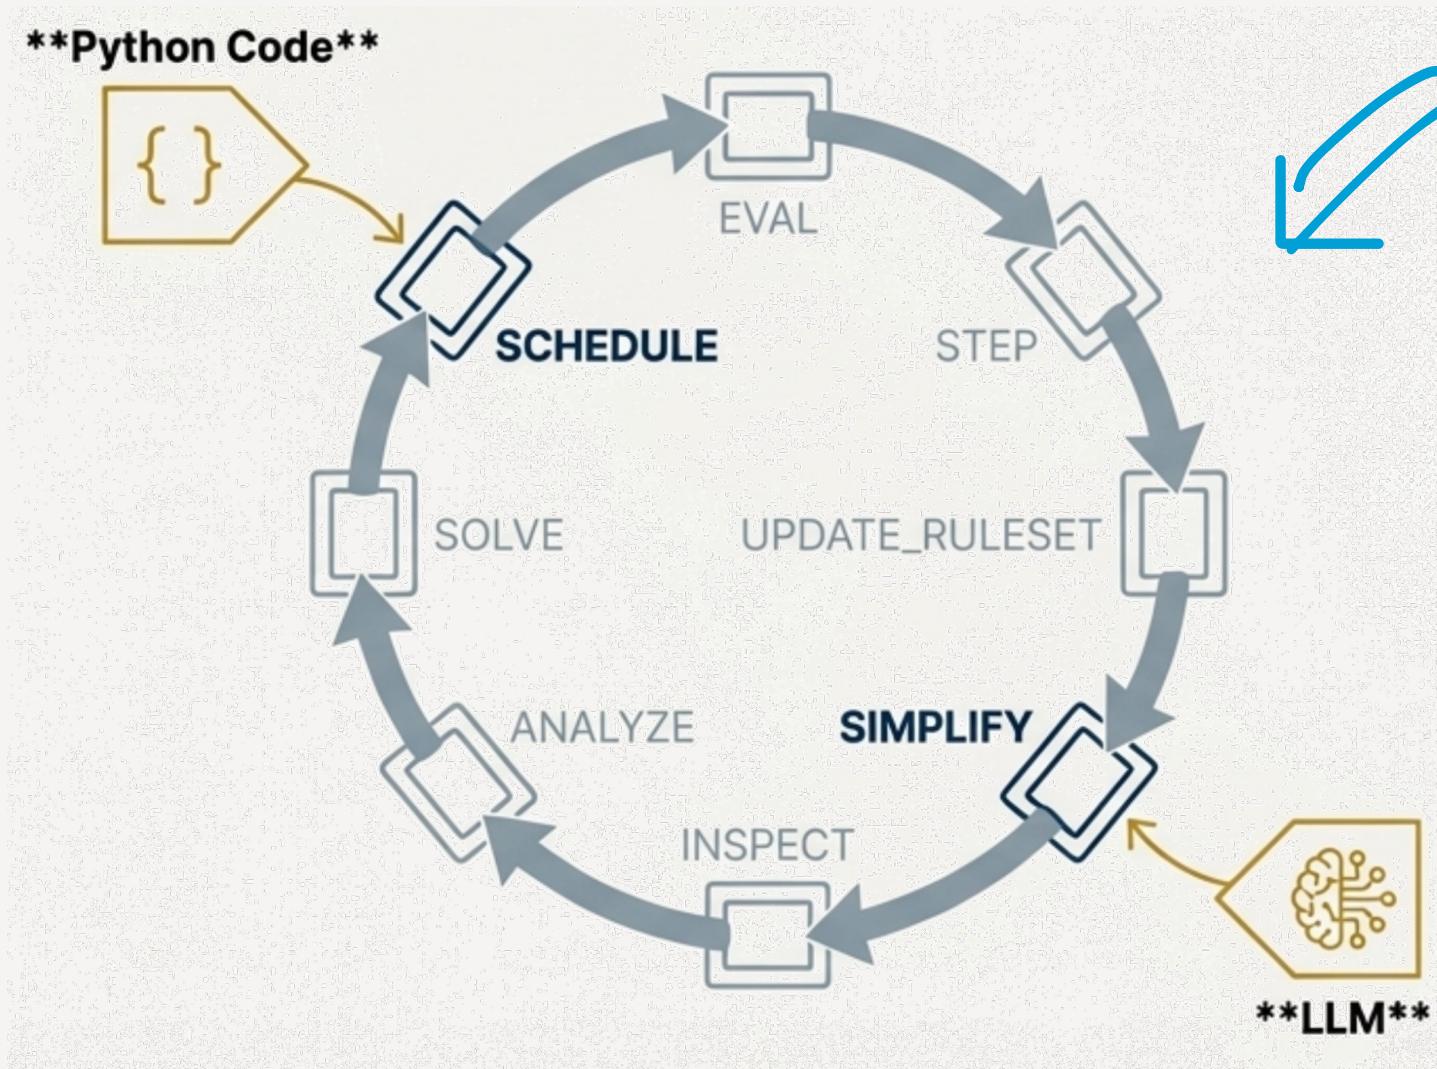 **Python Code**
{ }
EVAL
SCHEDULE
STEP
SOLVE
UPDATE_RULESET
ANALYZE
SIMPLIFY
INSPECT
**LLM**